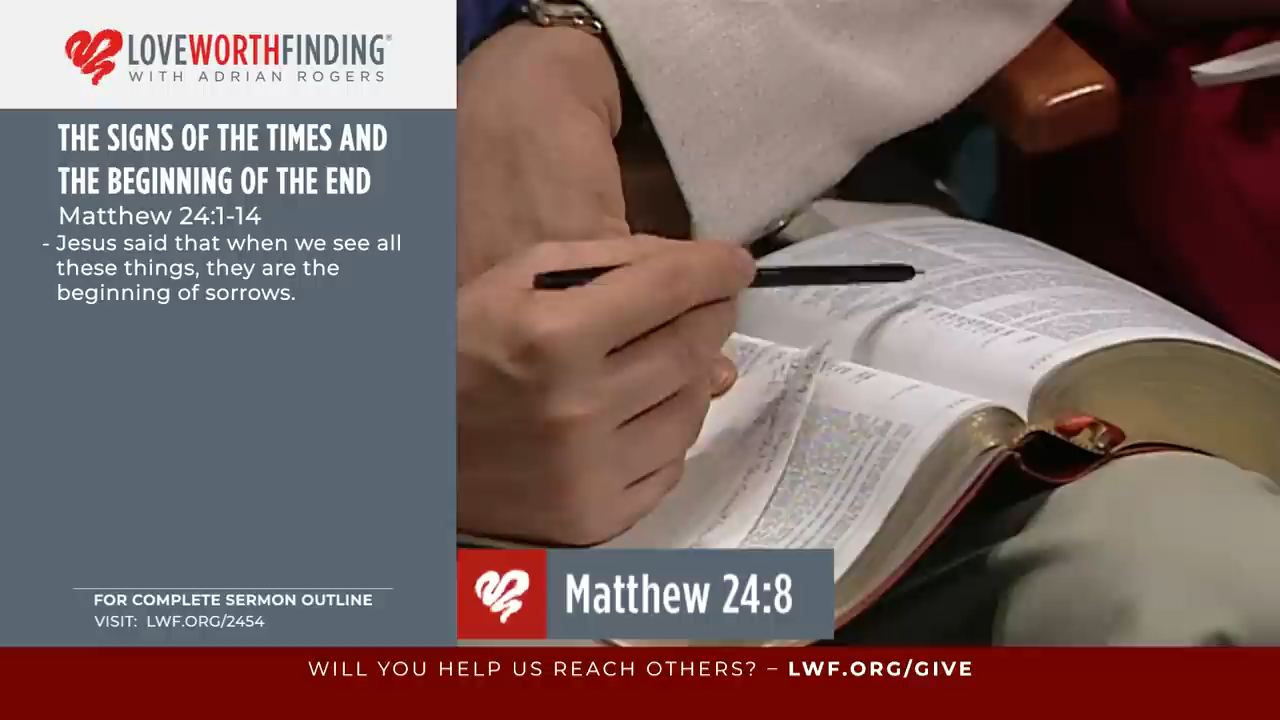 LOVEWORTHFINDING®
WITH ADRIAN ROGERS
THE SIGNS OF THE TIMES AND
THE BEGINNING OF THE END
Matthew 24:1-14
- Jesus said that when we see all
these things, they are the
beginning of sorrows.
FOR COMPLETE SERMON OUTLINE
VISIT: LWF.ORG/2454
Matthew 24:8
WILL YOU HELP US REACH OTHERS? – LWF.ORG/GIVE